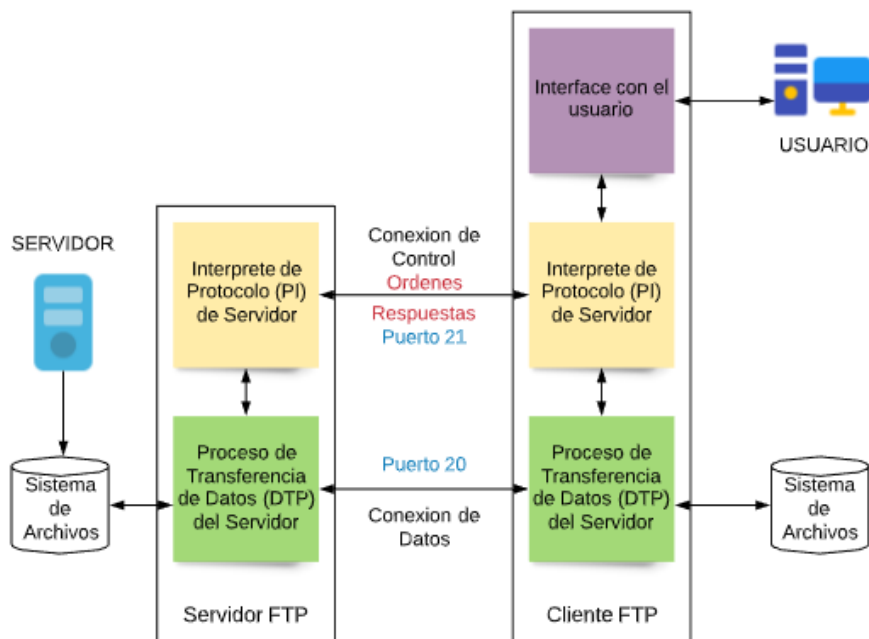 Interface con el
usuario
USUARIO
SERVIDOR
Interprete de
Protocolo (PI)
de Servidor
Conexion de
Control
Ordenes
Respuestas
Puerto 21
Interprete de
Protocolo (PI)
de Servidor
Sistema
de
Archivos
Proceso de
Transferencia
de Datos (DTP)
del Servidor
Puerto 20
Conexion de
Datos
Proceso de
Transferencia
de Datos (DTP)
del Servidor
Sistema
de
Archivos
Servidor FTP
Cliente FTP